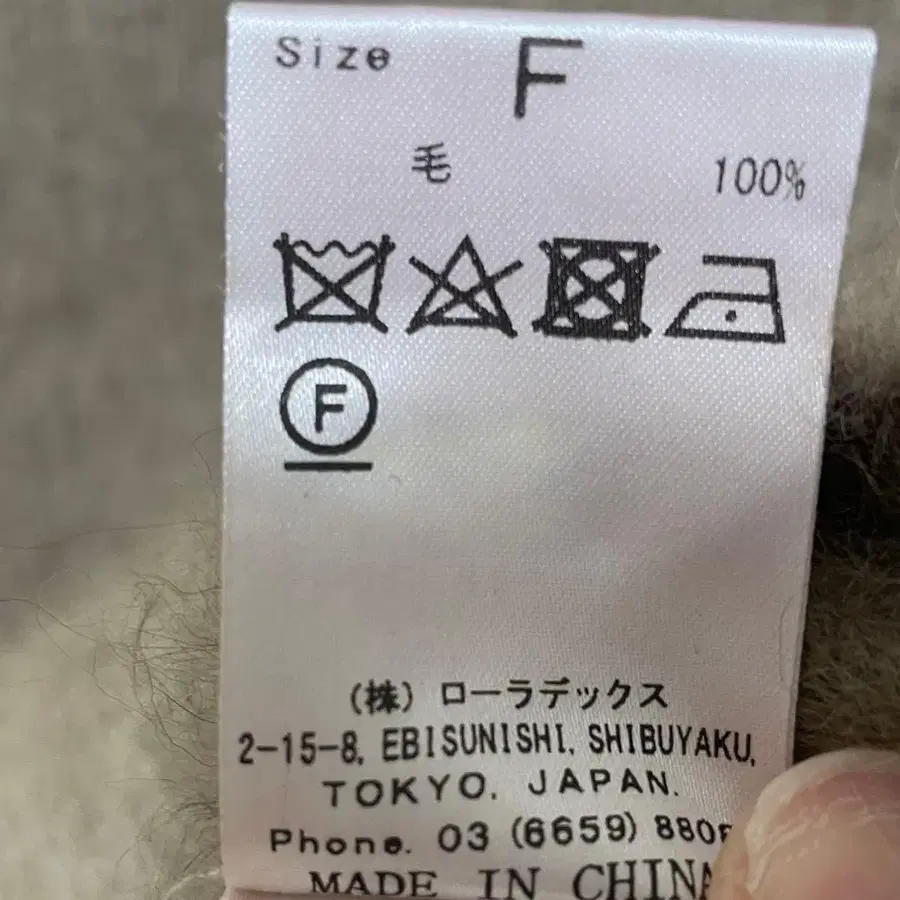 Size F
毛 100%
F
(株) ローラデックス
2-15-8, EBISUNISHI, SHIBUYAKU,
TOKYO, JAPAN.
Phone. 03 (6659)
MADE IN CHINA